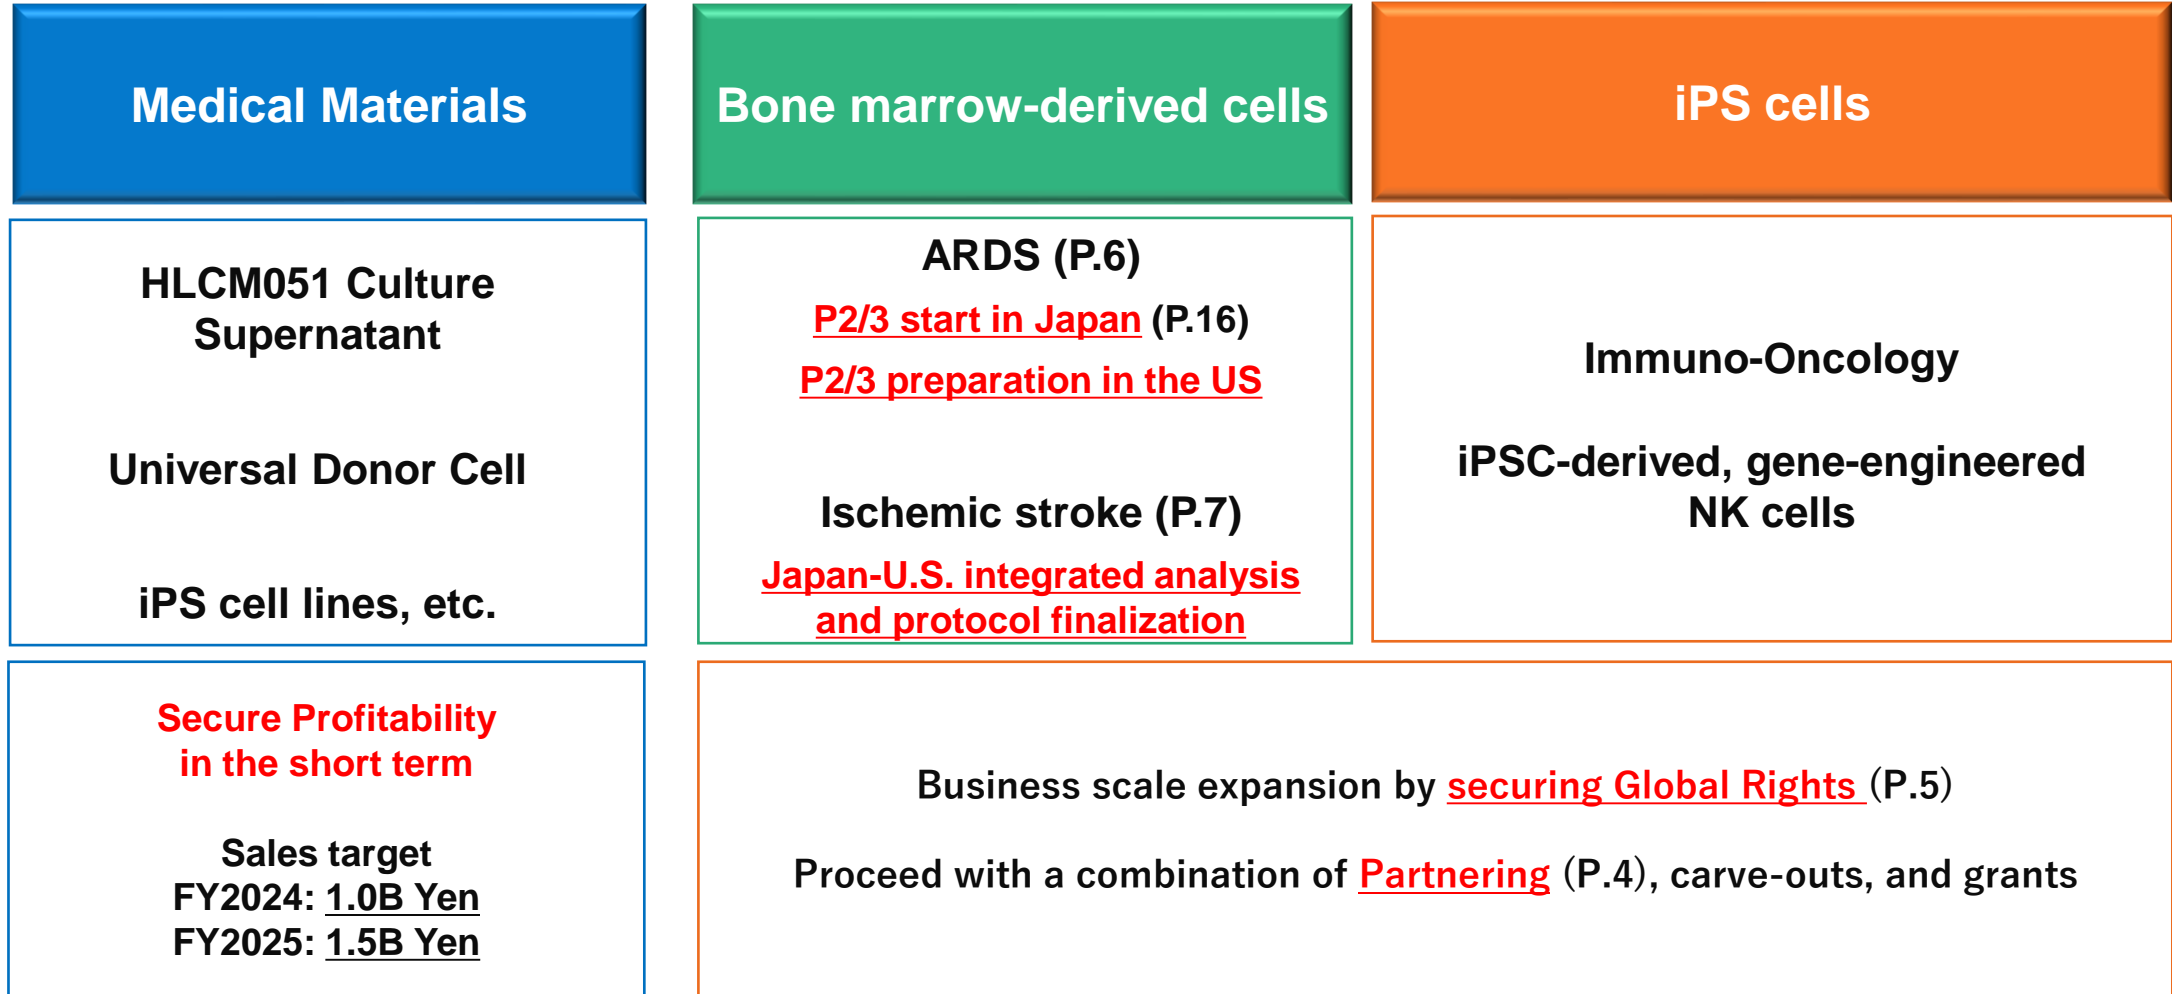 Medical Materials
Bone marrow-derived cells
iPS cells
HLCM051 Culture
Supernatant
Universal Donor Cell
iPS cell lines, etc.
ARDS (P.6)
P2/3 start in Japan (P.16)
P2/3 preparation in the US
Ischemic stroke (P.7)
Japan-U.S. integrated analysis
and protocol finalization
Immuno-Oncology
iPSC-derived, gene-engineered
NK cells
Secure Profitability
in the short term
Sales target
FY2024: 1.0B Yen
FY2025: 1.5B Yen
Business scale expansion by securing Global Rights (P.5)
Proceed with a combination of Partnering (P.4), carve-outs, and grants